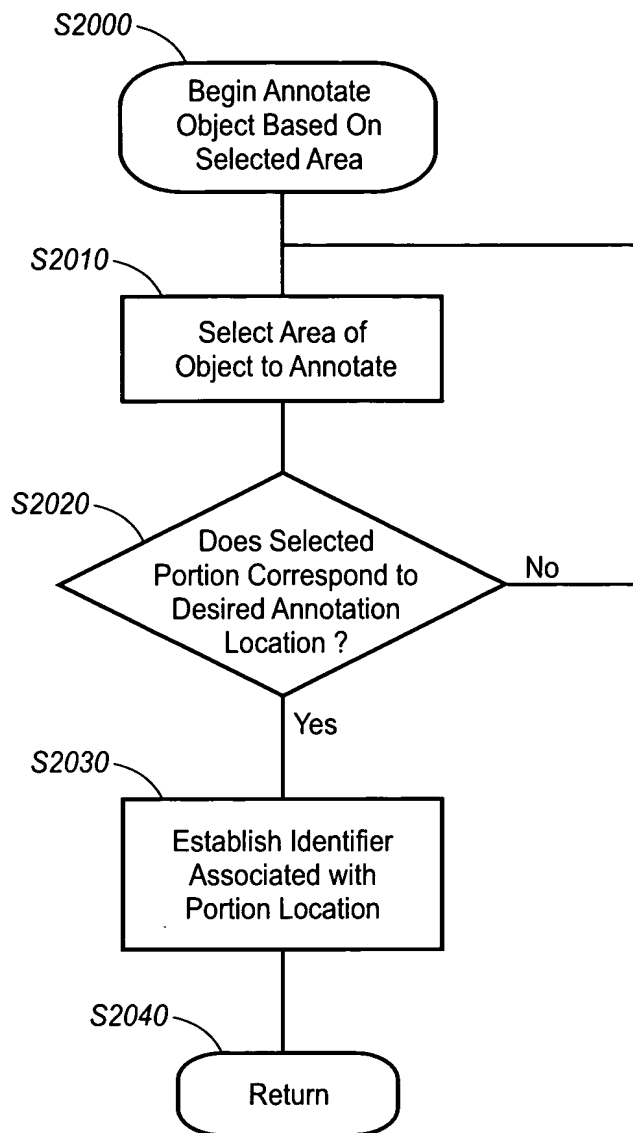 S2000
Begin Annotate
Object Based On
Selected Area
S2010
Select Area of
Object to Annotate
S2020
Does Selected
Portion Correspond to
Desired Annotation
Location ?
No
Yes
S2030
Establish Identifier
Associated with
Portion Location
S2040
Return